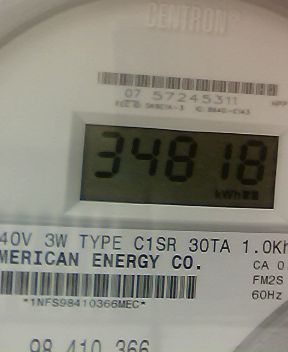 CENTRON®
07 57245311
34818
kWh
40V 3W TYPE C1SR 30TA 1.0Kh
MERICAN ENERGY CO.
CA 0.
FM2S
60Hz
*1NFS98410366MEC*
98 410 366